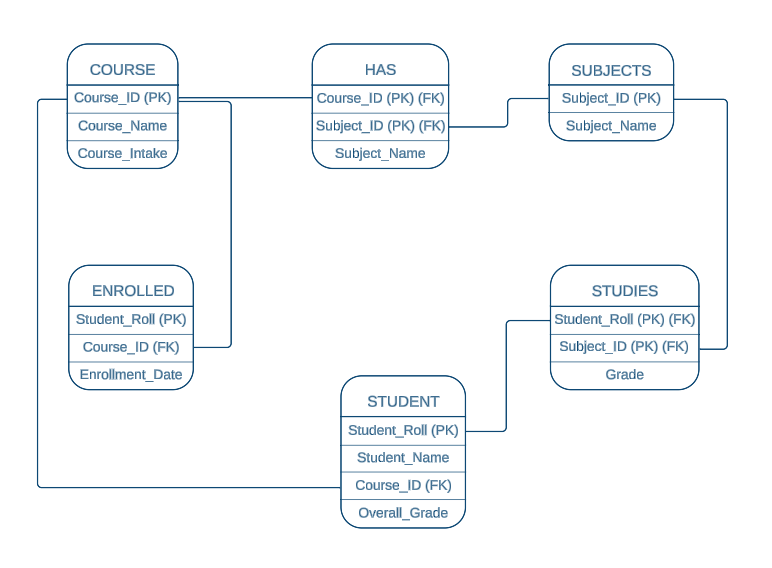 COURSE
Course_ID (PK)
Course_Name
Course_Intake
HAS
Course_ID (PK) (FK)
Subject_ID (PK) (FK)
Subject_Name
SUBJECTS
Subject_ID (PK)
Subject_Name
ENROLLED
Student_Roll (PK)
Course_ID (FK)
Enrollment_Date
STUDENT
Student_Roll (PK)
Student_Name
Course_ID (FK)
Overall_Grade
STUDIES
Student_Roll (PK) (FK)
Subject_ID (PK) (FK)
Grade